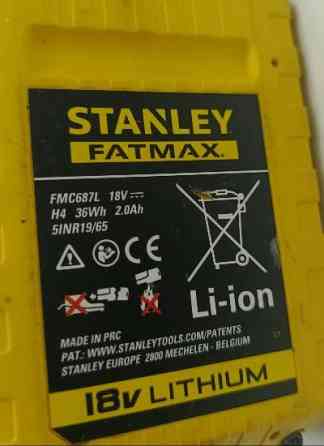 STANLEY
FATMAX.
FMC687L 18V
H4 36Wh 2.0Ah
5INR19/65
CE
Li-ion
MADE IN PRC
PAT.: WWW.STANLEYTOOLS.COM/PATENTS
STANLEY EUROPE 2800 MECHELEN - BELGIUM
18V LITHIUM